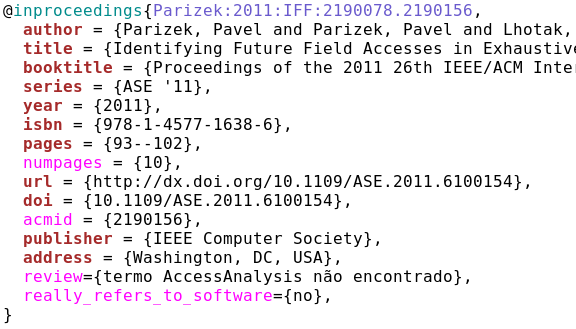 @inproceedings{Parizek:2011:IFF:2190078.2190156,
author = {Parizek, Pavel and Parizek, Pavel and Lhotak,
title = {Identifying Future Field Accesses in Exhaustive
booktitle = {Proceedings of the 2011 26th IEEE/ACM Inter
series = {ASE '11},
year = {2011},
isbn = {978-1-4577-1638-6},
pages = {93--102},
numpages = {10},
url = {http://dx.doi.org/10.1109/ASE.2011.6100154},
doi = {10.1109/ASE.2011.6100154},
acmid = {2190156},
publisher = {IEEE Computer Society},
address = {Washington, DC, USA},
review={termo AccessAnalysis não encontrado},
really_refers_to_software={no},
}